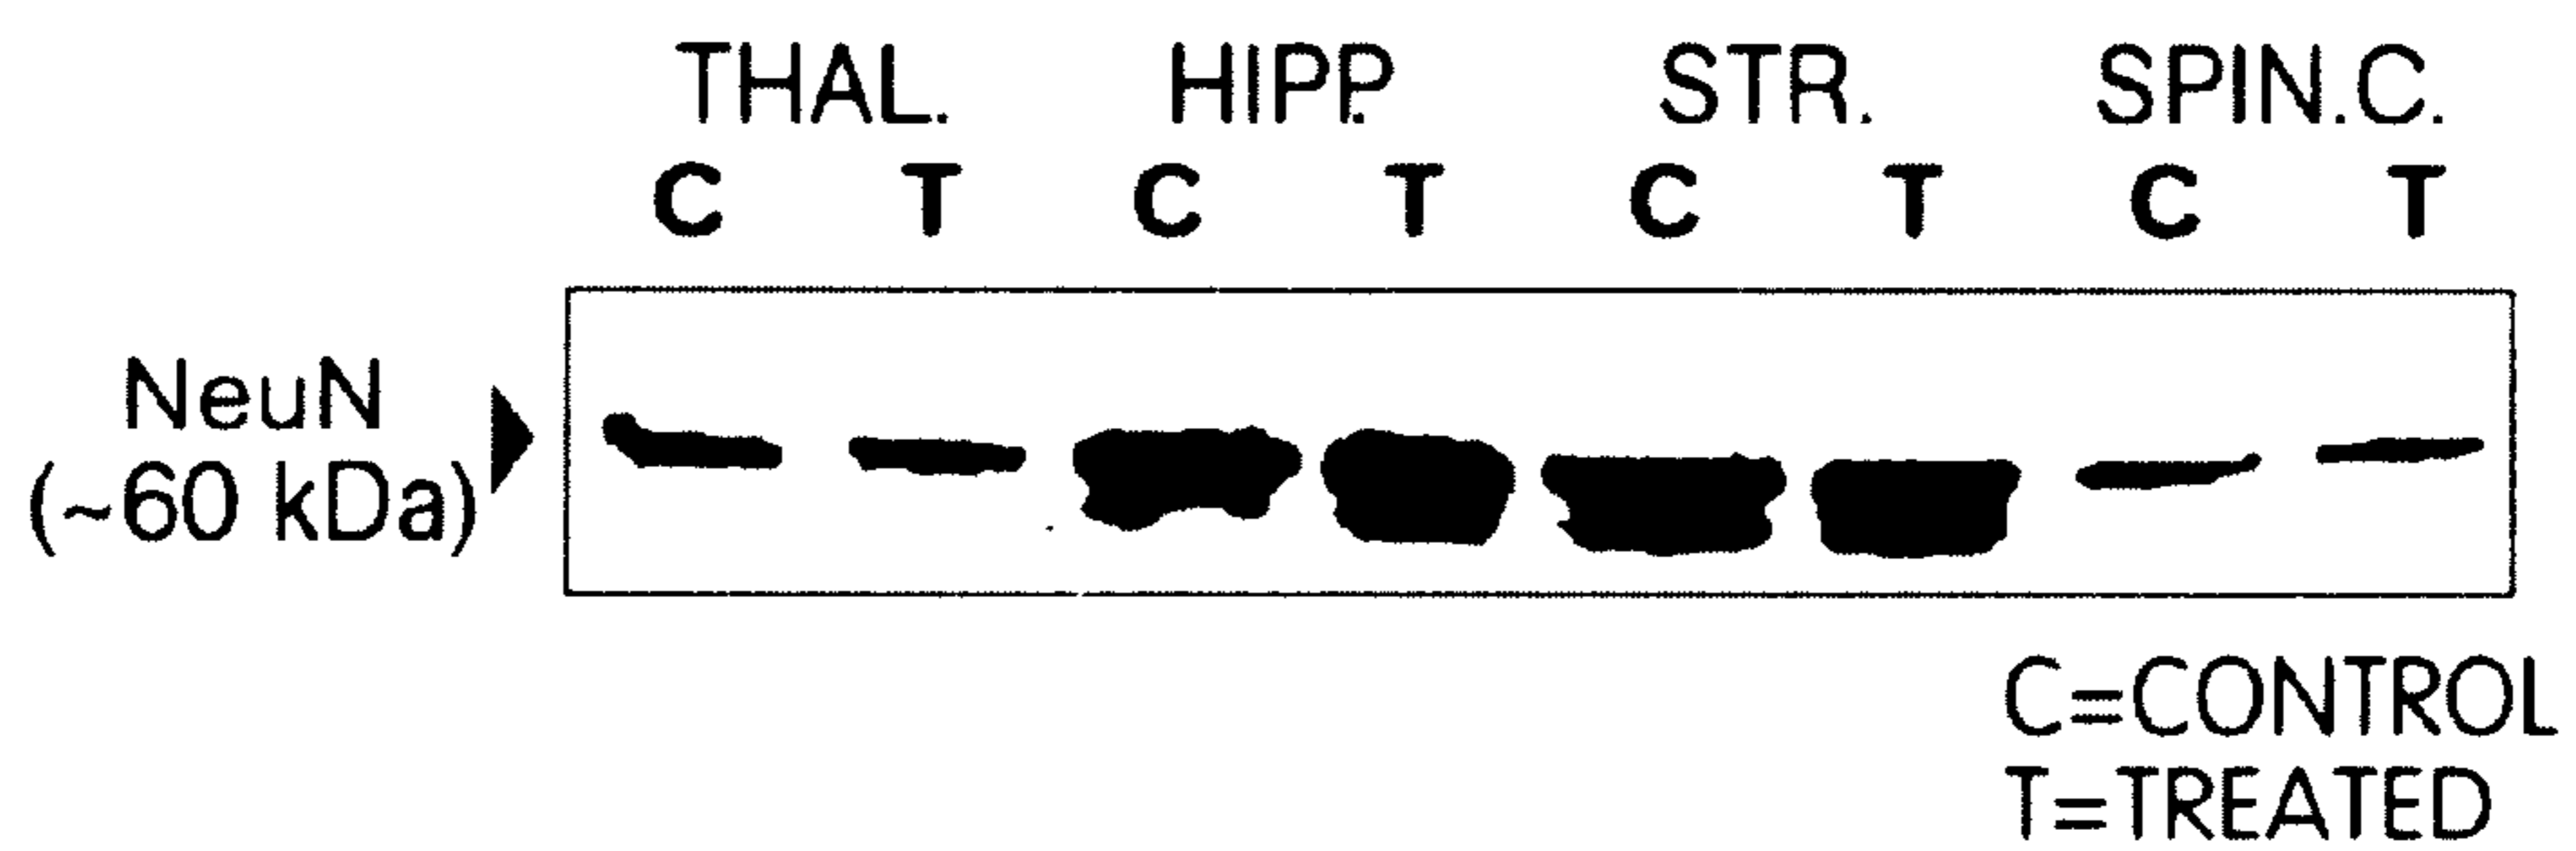 THAL. HIPP. STR. SPIN.C.
C T C T C T C T
NeuN
(~60 kDa)
C=CONTROL
T=TREATED